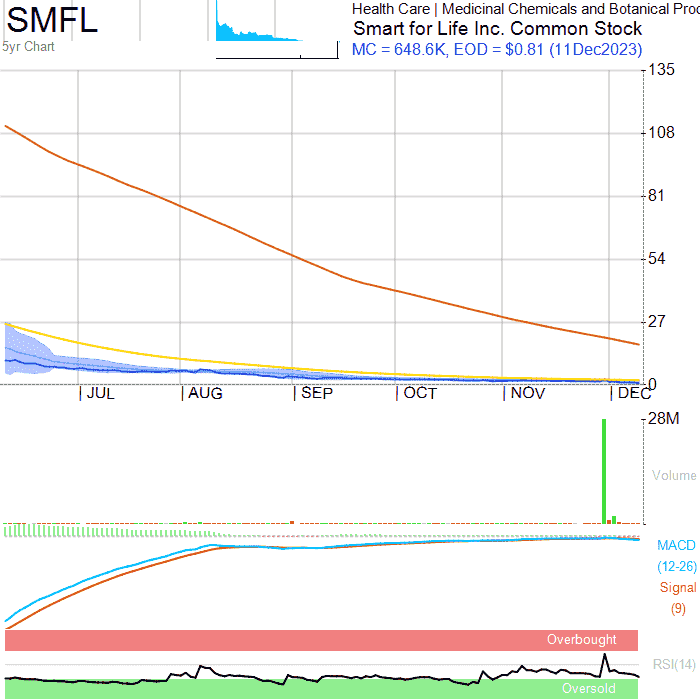 SMFL
5yr Chart
Health Care | Medicinal Chemicals and Botanical Proc
Smart for Life Inc. Common Stock
MC = 648.6K, EOD = $0.81 (11Dec2023)
135
108
81
54
27
0
JUL AUG SEP OCT NOV DEC
28M
Volume
MACD
(12-26)
Signal
(9)
Overbought
RSI(14)
Oversold